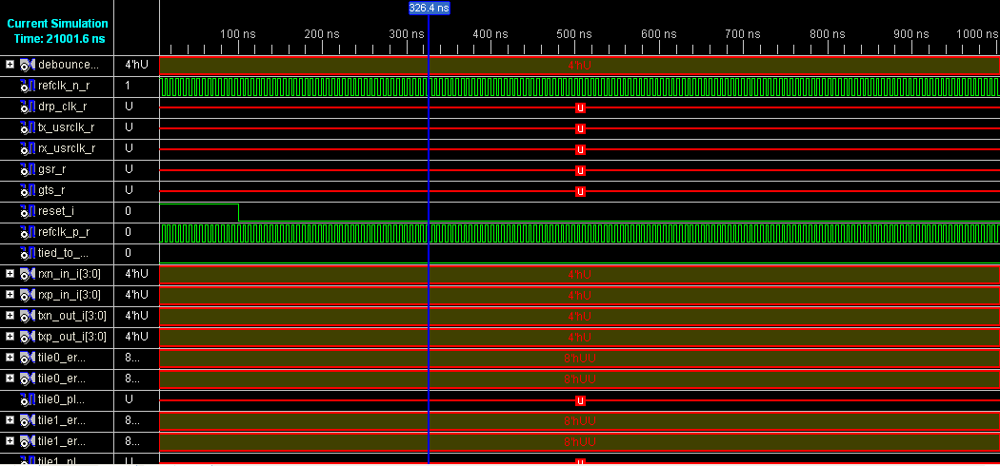 326.4 ns
Current Simulation
Time: 21001.6 ns
100 ns 200 ns 300 ns 400 ns 500 ns 600 ns 700 ns 800 ns 900 ns 1000 ns
debounce... 4'hU 4'hU
refclk_n_r 1
drp_clk_r U U
tx_usrclk_r U U
rx_usrclk_r U U
gsr_r U U
gts_r U U
reset_i 0
refclk_p_r 0
tied_to_... 0
rxn_in_i[3:0] 4'hU 4'hU
rxp_in_i[3:0] 4'hU 4'hU
txn_out_i[3:0] 4'hU 4'hU
txp_out_i[3:0] 4'hU 4'hU
tile0_er... 8... 8'hUU
tile0_er... 8... 8'hUU
tile0_pl... U U
tile1_er... 8... 8'hUU
tile1_er... 8... 8'hUU
tile1_pl... U U